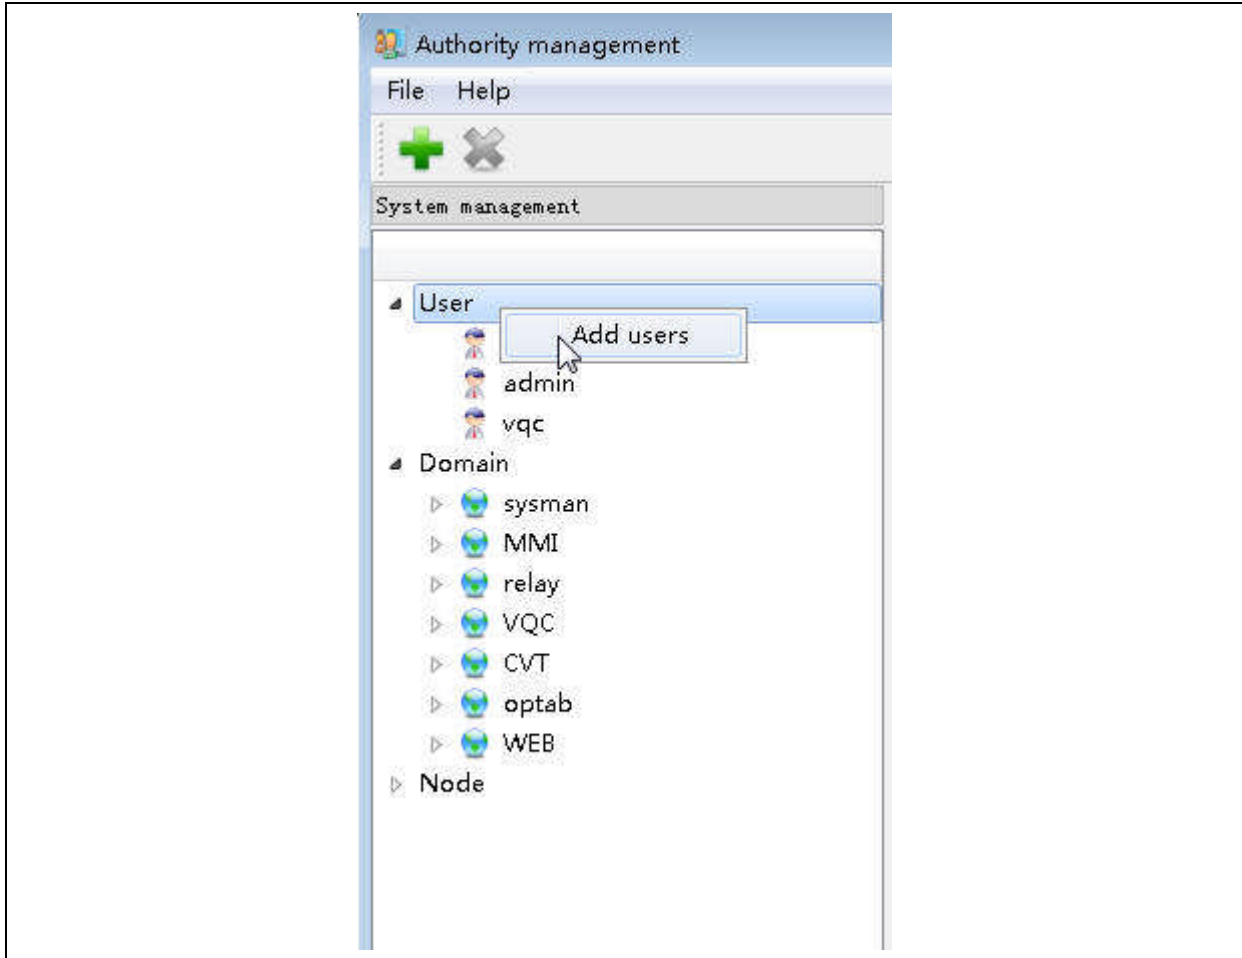 Authority management
File Help
System management
User
Add users
admin
vqc
Domain
sysman
MMI
relay
VQC
CVT
optab
WEB
Node